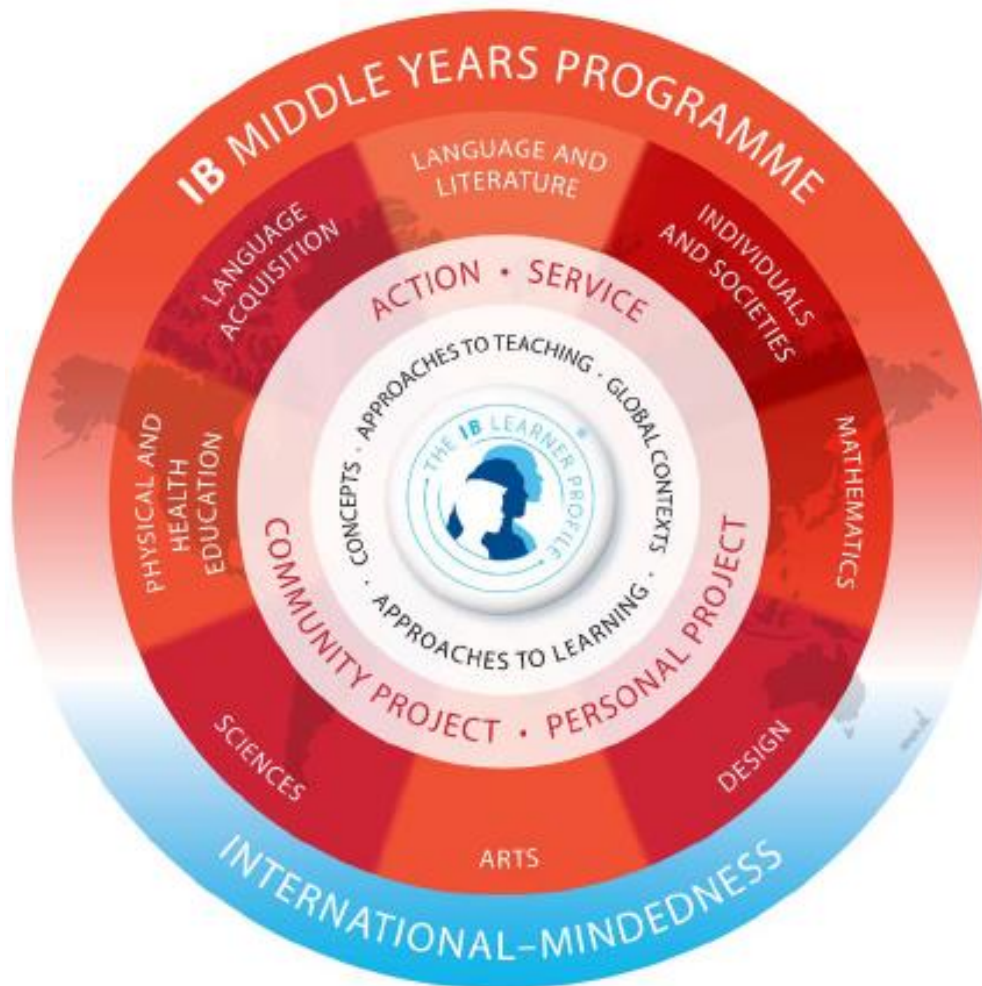 IB MIDDLE YEARS PROGRAMME
LANGUAGE AND
LITERATURE
INDIVIDUALS
AND SOCIETIES
MATHEMATICS
DESIGN
ARTS
SCIENCES
PHYSICAL AND
HEALTH
EDUCATION
LANGUAGE
ACQUISITION
ACTION • SERVICE
COMMUNITY PROJECT • PERSONAL PROJECT
APPROACHES TO TEACHING · GLOBAL CONTEXTS ·
APPROACHES TO LEARNING ·
CONCEPTS ·
THE IB LEARNER PROFILE ®
INTERNATIONAL–MINDEDNESS